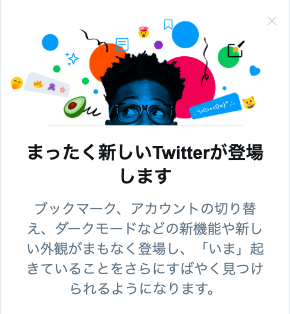 まったく新しいTwitterが登場
します
ブックマーク、アカウントの切り替
え、ダークモードなどの新機能や新し
い外観がまもなく登場し、「いま」起
きていることをさらにすばやく見つけ
られるようになります。